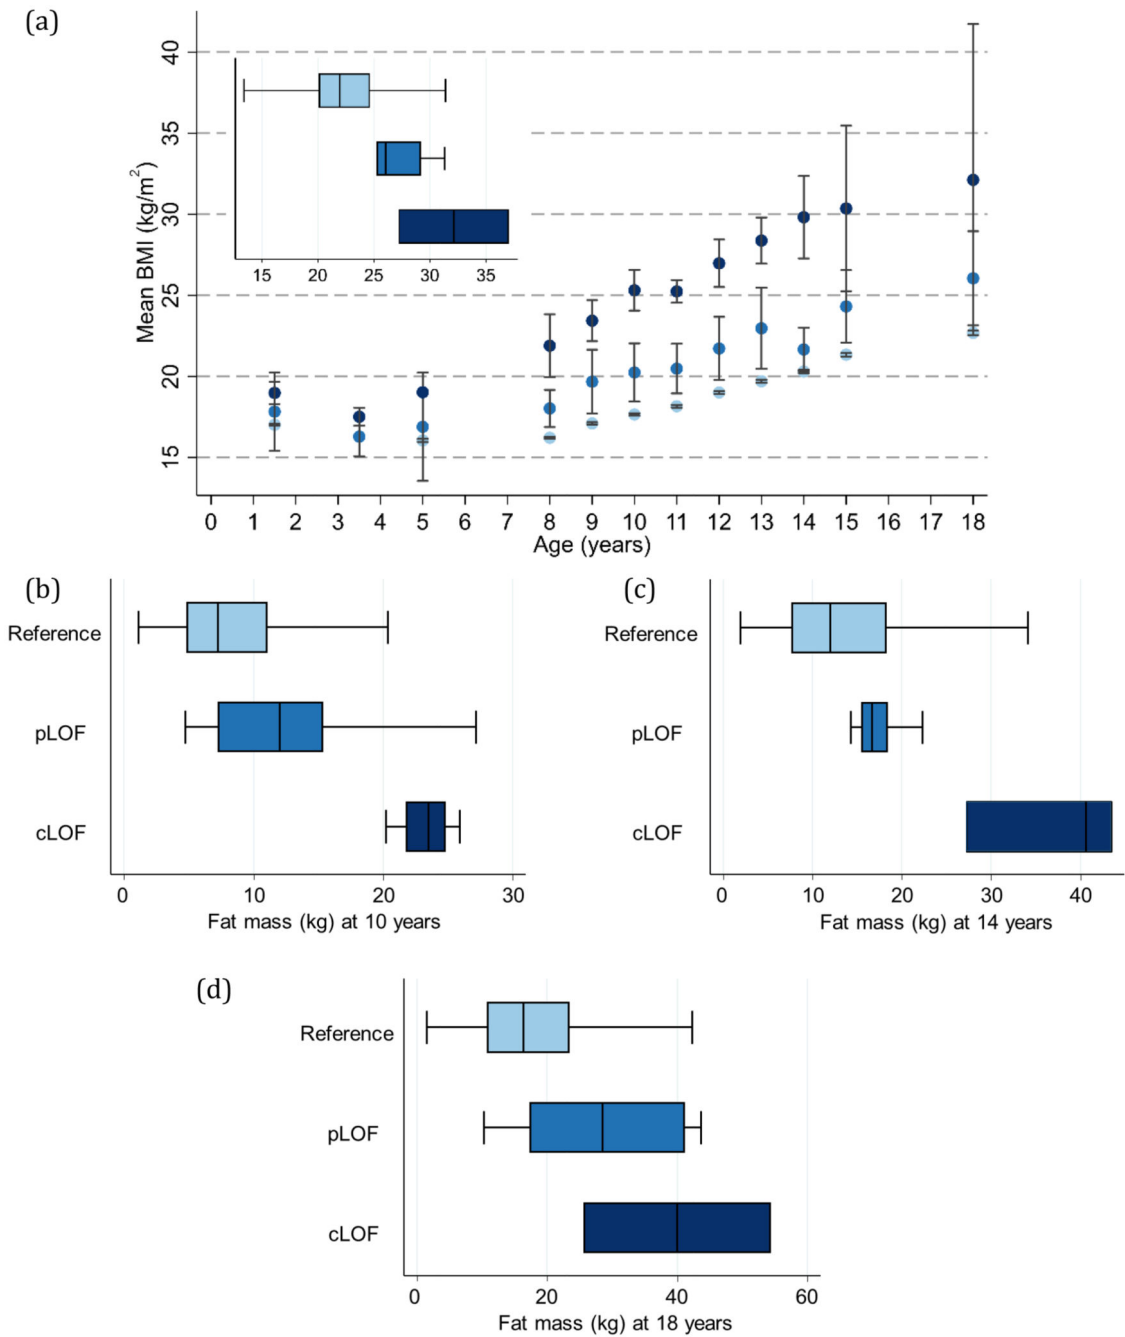 (a)
Mean BMI (kg/m²)
40
35
30
25
20
15
15 20 25 30 35
0 1 2 3 4 5 6 7 8 9 10 11 12 13 14 15 16 17 18
Age (years)
(b)
Reference
pLOF
cLOF
0 10 20 30
Fat mass (kg) at 10 years
(c)
Reference
pLOF
cLOF
0 10 20 30 40
Fat mass (kg) at 14 years
(d)
Reference
pLOF
cLOF
0 20 40 60
Fat mass (kg) at 18 years